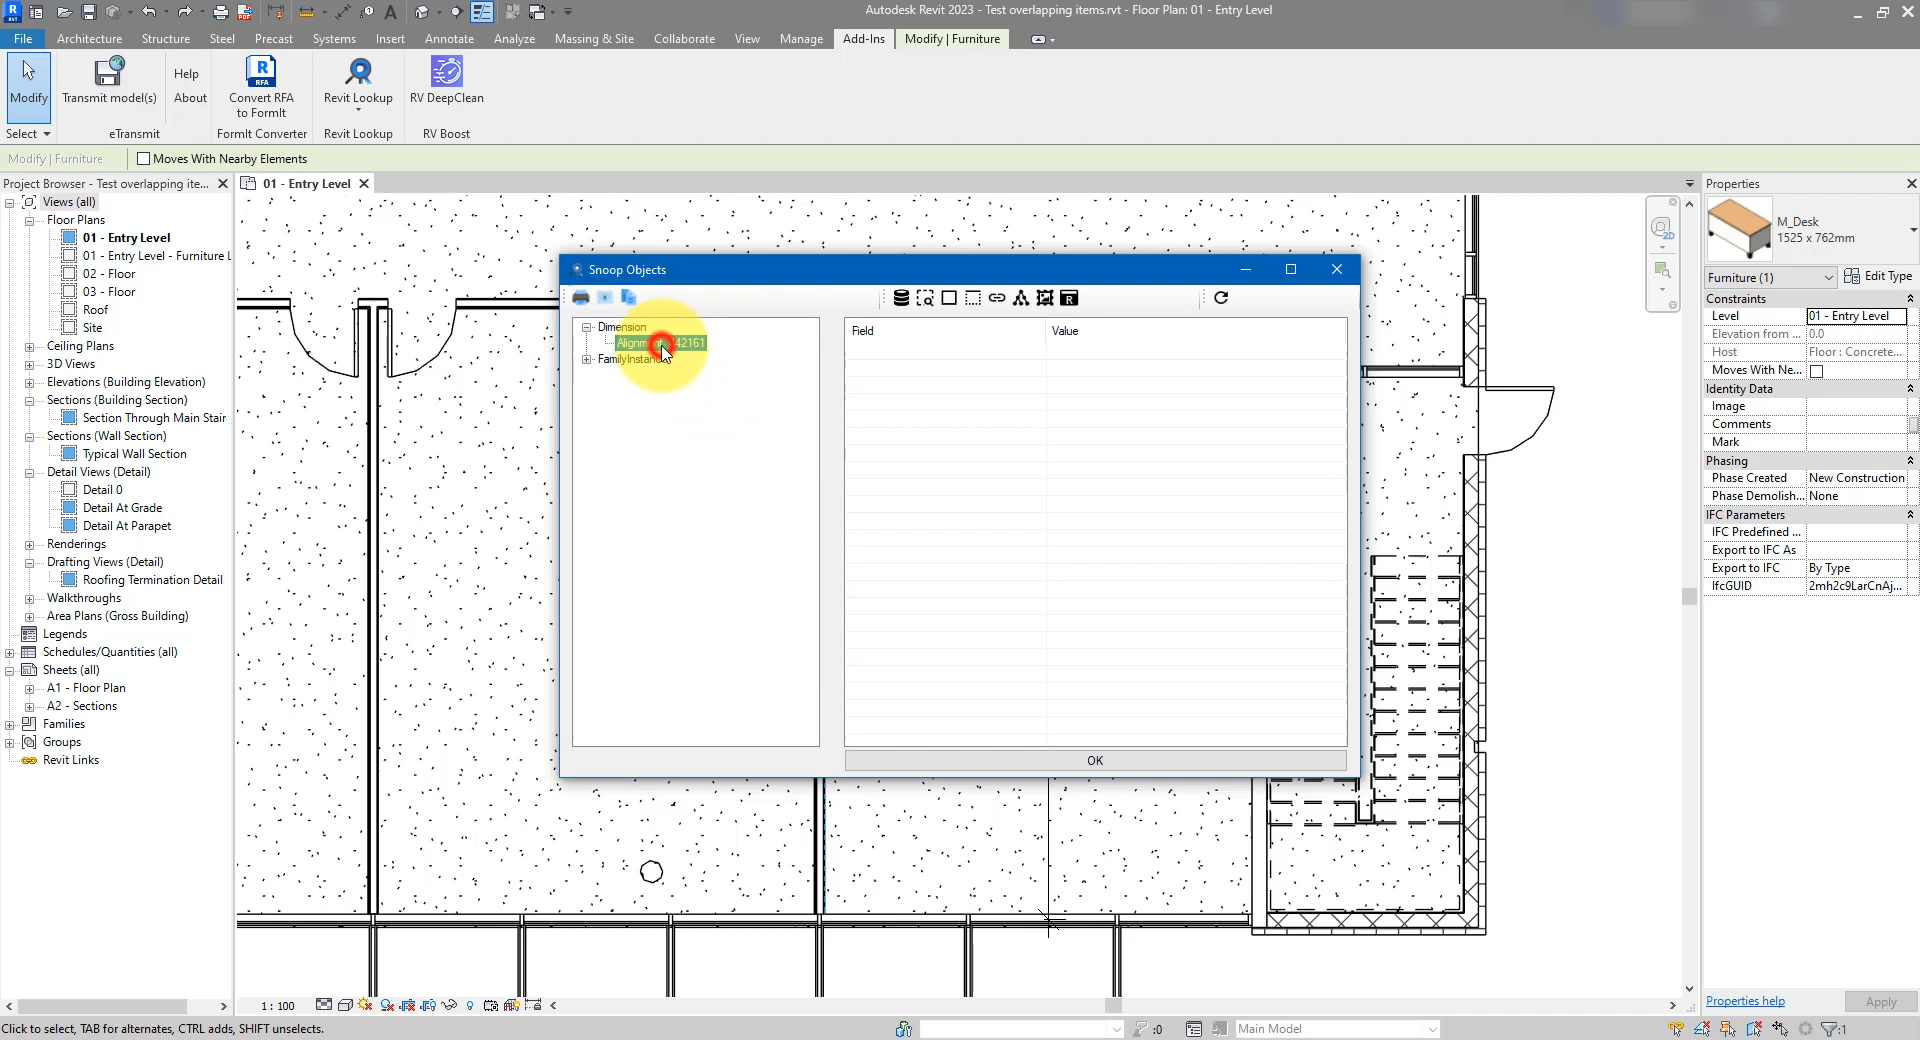 Autodesk Revit 2023 - Test overlapping items.rvt - Floor Plan: 01 - Entry Level
File Architecture Structure Steel Precast Systems Insert Annotate Analyze Massing & Site Collaborate View Manage Add-Ins Modify | Furniture
Modify
Transmit model(s)
Help
About
Convert RFA
to FormIt
Revit Lookup
RV DeepClean
Select
eTransmit
FormIt Converter
Revit Lookup
RV Boost
Modify | Furniture
Moves With Nearby Elements
Project Browser - Test overlapping ite...
01 - Entry Level
Properties
Views (all)
Floor Plans
01 - Entry Level
01 - Entry Level - Furniture L
02 - Floor
03 - Floor
Roof
Site
Ceiling Plans
3D Views
Elevations (Building Elevation)
Sections (Building Section)
Section Through Main Stair
Sections (Wall Section)
Typical Wall Section
Detail Views (Detail)
Detail 0
Detail At Grade
Detail At Parapet
Renderings
Drafting Views (Detail)
Roofing Termination Detail
Walkthroughs
Area Plans (Gross Building)
Legends
Schedules/Quantities (all)
Sheets (all)
A1 - Floor Plan
A2 - Sections
Families
Groups
Revit Links
2D
Snoop Objects
Dimension
42161
Field
Value
OK
M_Desk
1525 x 762mm
Furniture (1)
Edit Type
Constraints
Level 01 - Entry Level
Elevation from ... 0.0
Host Floor : Concrete...
Moves With Ne...
Identity Data
Image
Comments
Mark
Phasing
Phase Created New Construction
Phase Demolish... None
IFC Parameters
IFC Predefined ...
Export to IFC As
Export to IFC By Type
IfcGUID 2mh2c9LarCnAj...
Properties help
Apply
1 : 100
Click to select, TAB for alternates, CTRL adds, SHIFT unselects.
:0
Main Model
:1